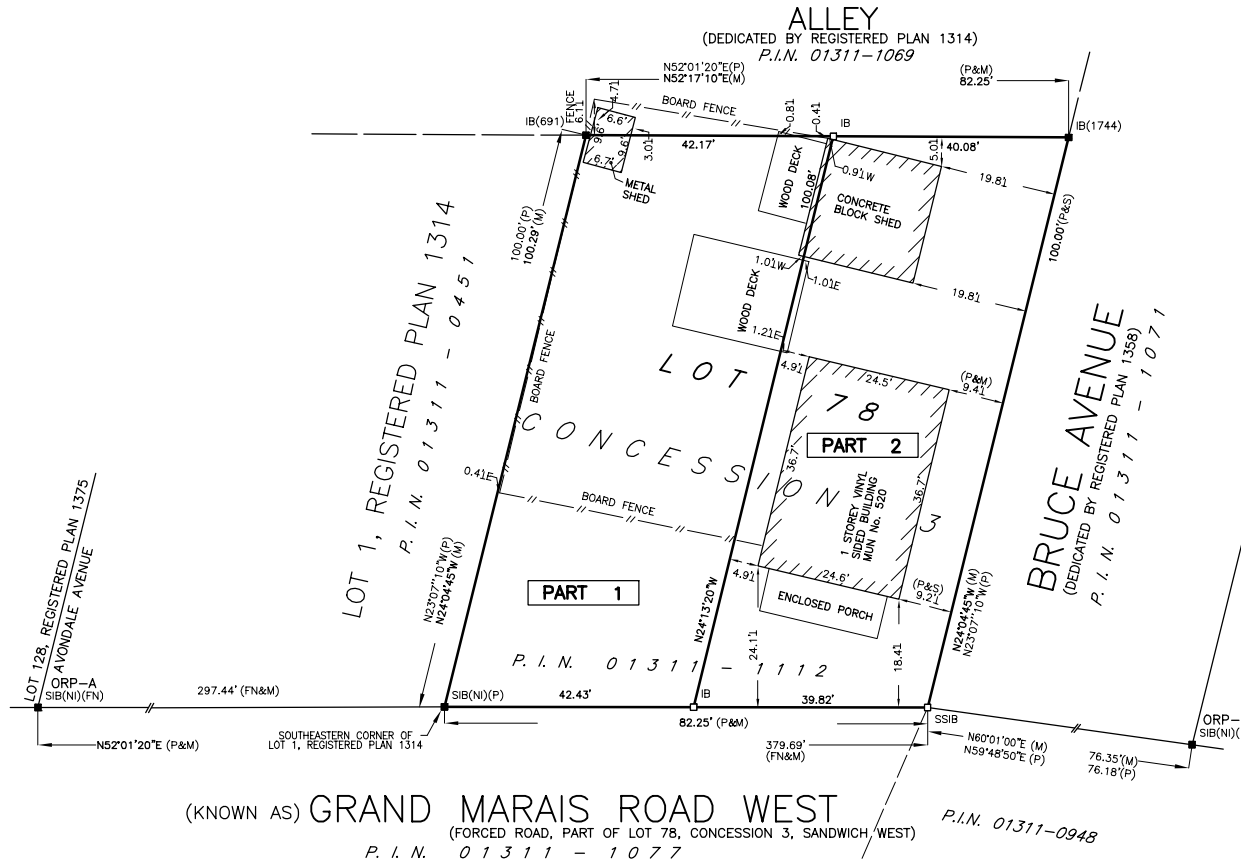 ALLEY
(DEDICATED BY REGISTERED PLAN 1314)
P.I.N. 01311-1069
N52°01'20"E(P)
N52°17'10"E(M)
(P&M)
82.25'
FENCE
6.11
4.71
BOARD FENCE
0.8'
0.41
IB
IB(691)
IB(1744)
6.6'
9.6'
9.6'
6.7'
3.01
42.17'
40.08'
5.01
METAL
SHED
WOOD DECK
100.08'
0.91W
CONCRETE
BLOCK SHED
19.81
100.00'(P)
100.29'(M)
100.00'(P&S)
LOT 1, REGISTERED PLAN 1314
P.I.N. 01311 - 0451
1.01W
1.01E
WOOD DECK
19.81
1.21E
BOARD FENCE
LOT
78
4.91
24.5'
(P&M)
9.41
CONCESSION 3
PART 2
36.7'
36.7'
1 STOREY VINYL
SIDED BUILDING
MUN No. 520
BRUCE AVENUE
(DEDICATED BY REGISTERED PLAN 1358)
P.I.N. 01311 - 1071
0.41E
BOARD FENCE
LOT 128, REGISTERED PLAN 1375
AVONDALE AVENUE
N23°07'10"W(P)
N24°04'45"W(M)
PART 1
N24°13'20"W
4.91
24.6'
(P&S)
9.21
ENCLOSED PORCH
N24°04'45"W (M)
N23°07'10"W(P)
24.11
18.41
P.I.N. 01311 - 1112
ORP-A
SIB(NI)(FN)
297.44' (FN&M)
SIB(NI)(P)
42.43'
IB
39.82'
SSIB
82.25' (P&M)
ORP-
SIB(NI)(
N52°01'20"E (P&M)
SOUTHEASTERN CORNER OF
LOT 1, REGISTERED PLAN 1314
379.69'
(FN&M)
N60°01'00"E (M)
N59°48'50"E (P)
76.35'(M)
76.18'(P)
(KNOWN AS) GRAND MARAIS ROAD WEST
(FORCED ROAD, PART OF LOT 78, CONCESSION 3, SANDWICH WEST)
P.I.N. 01311 - 1077
P.I.N. 01311-0948